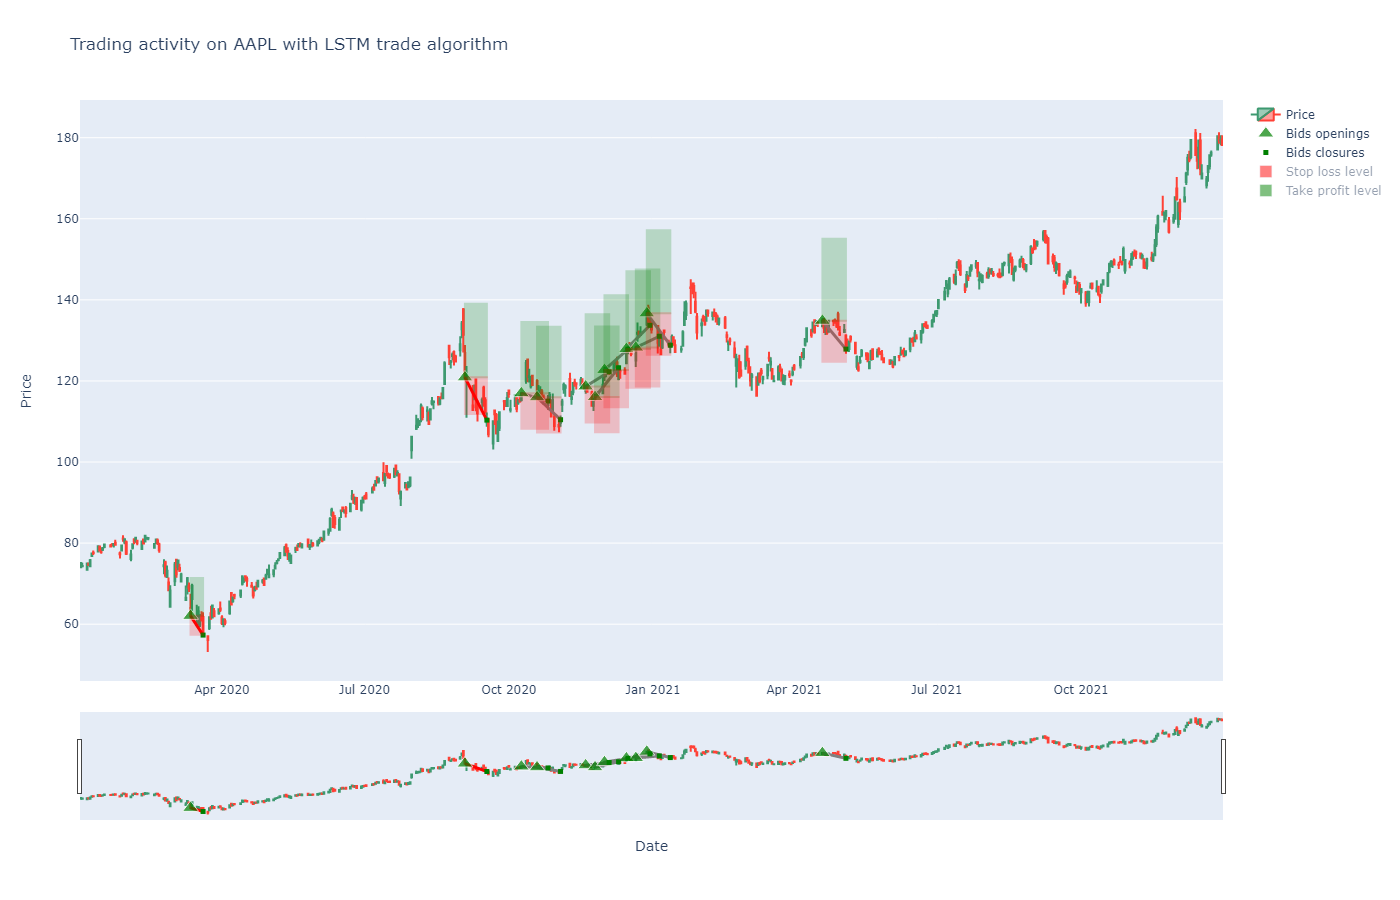 Trading activity on AAPL with LSTM trade algorithm
Price
Bids openings
Bids closures
Stop loss level
Take profit level
Price
180
160
140
120
100
80
60
Apr 2020
Jul 2020
Oct 2020
Jan 2021
Apr 2021
Jul 2021
Oct 2021
Date